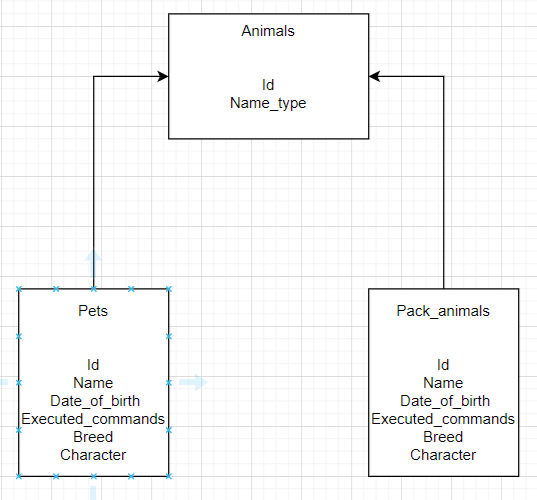 Animals
Id
Name_type
Pets
Id
Name
Date_of_birth
Executed_commands
Breed
Character
Pack_animals
Id
Name
Date_of_birth
Executed_commands
Breed
Character